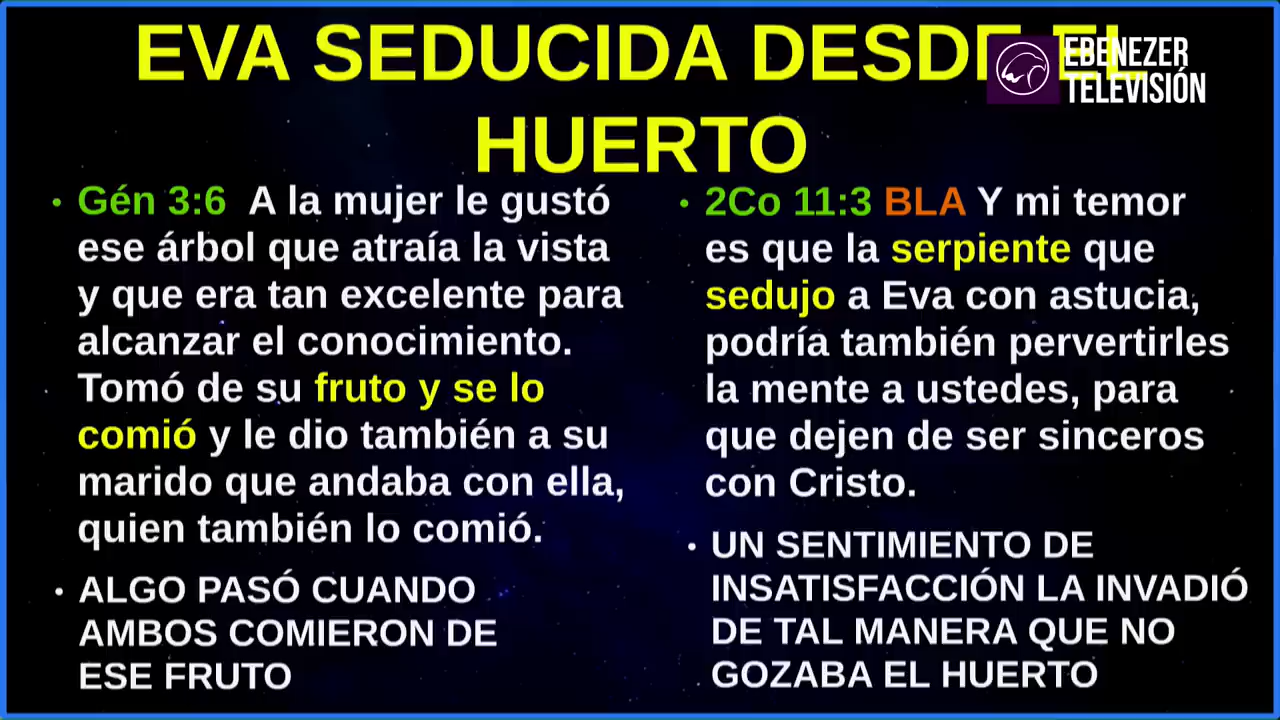 EVA SEDUCIDA DESDE EL
HUERTO
EBENEZER
TELEVISIÓN
• Gén 3:6 A la mujer le gustó
ese árbol que atraía la vista
y que era tan excelente para
alcanzar el conocimiento.
Tomó de su fruto y se lo
comió y le dio también a su
marido que andaba con ella,
quien también lo comió.
• ALGO PASÓ CUANDO
AMBOS COMIERON DE
ESE FRUTO
• 2Co 11:3 BLA Y mi temor
es que la serpiente que
sedujo a Eva con astucia,
podría también pervertirles
la mente a ustedes, para
que dejen de ser sinceros
con Cristo.
• UN SENTIMIENTO DE
INSATISFACCIÓN LA INVADIÓ
DE TAL MANERA QUE NO
GOZABA EL HUERTO